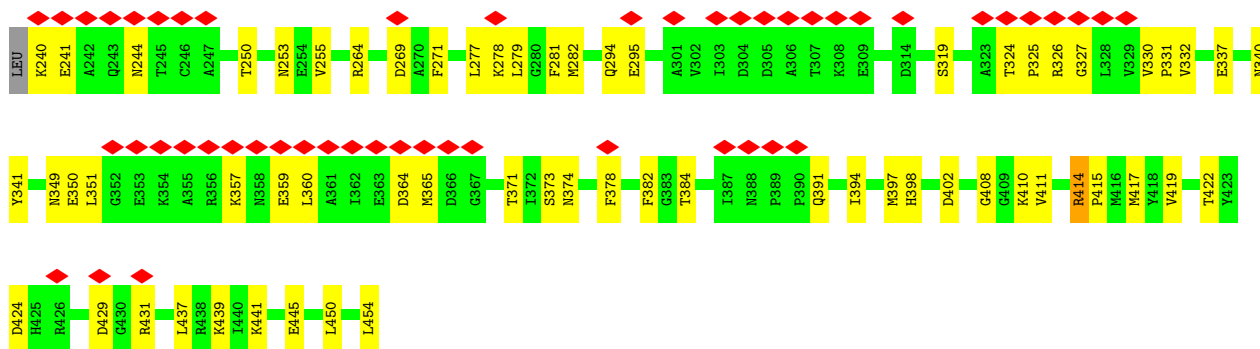 LEU K240 E241 A242 Q243 N244 T245 C246 A247 T250 N253 E254 V255 R264 D269 A270 F271 L277 K278 L279 G280 F281 M282 Q294 E295 A301 V302 I303 D304 D305 A306 T307 K308 E309 D314 S319 A323 T324 P325 R326 G327 L328 V329 V330 P331 V332 E337 N340
Y341 N349 E350 L351 G352 E353 K354 A355 R356 K357 N358 E359 L360 A361 I362 E363 D364 M365 D366 G367 T371 I372 S373 N374 F378 F382 G383 T384 I387 N388 P389 P390 Q391 I394 M397 H398 D402 G408 G409 K410 V411 R414 P415 M416 M417 Y418 V419 T422 Y423
D424 H425 R426 D429 G430 R431 L437 R438 K439 I440 K441 E445 L450 L454